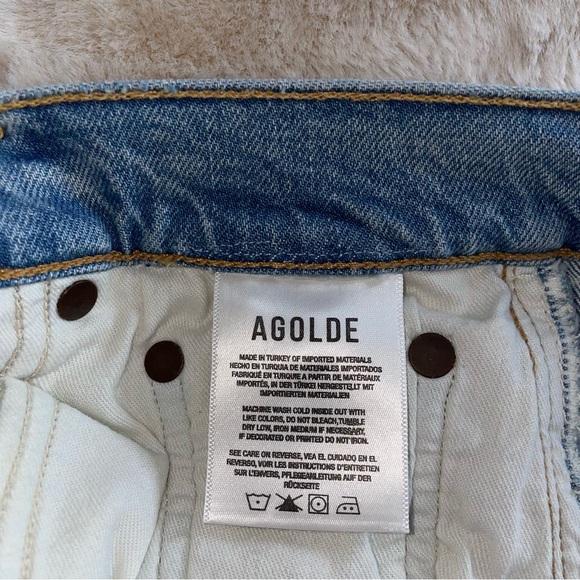 AGOLDE
MADE IN TURKEY OF IMPORTED MATERIALS
HECHO EN TURQUIA DE MATERIALES IMPORTADOS
FABRIQUÉ EN TURQUIE A PARTIR DE MATÉRIAUX
IMPORTÉS, IN DER TÜRKEI HERGESTELLT MIT
IMPORTIERTEN MATERIALIEN
MACHINE WASH COLD INSIDE OUT WITH
LIKE COLORS, DO NOT BLEACH,TUMBLE
DRY LOW, IRON MEDIUM IF NECESSARY,
IF DECORATED OR PRINTED DO NOT IRON.
SEE CARE ON REVERSE, VEA EL CUIDADO EN EL
REVERSO, VOIR LES INSTRUCTIONS D'ENTRETIEN
SUR L'ENVERS, PFLEGEANLEITUNG AUF DER
RÜCKSEITE